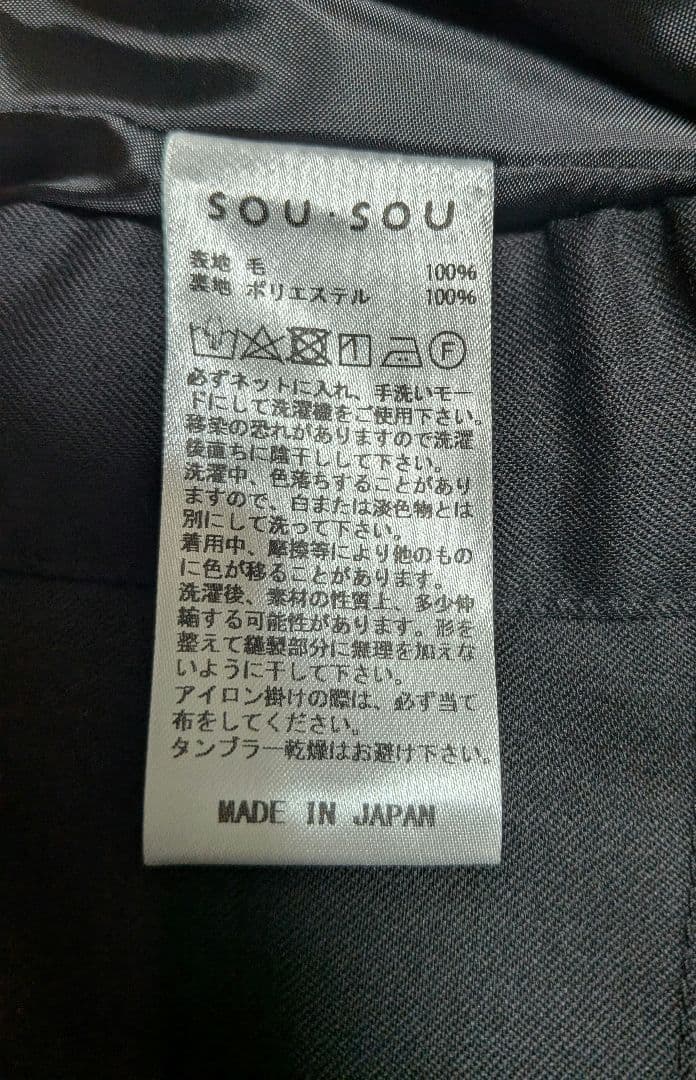 SOU・SOU
表地 毛 100%
裏地 ポリエステル 100%
F
必ずネットに入れ、手洗いモー
ドにして洗濯機をご使用下さい。
移染の恐れがありますので洗濯
後直ちに陰干しして下さい。
洗濯中、色落ちすることがあり
ますので、白または淡色物とは
別にして洗って下さい。
着用中、摩擦等により他のもの
に色が移ることがあります。
洗濯後、素材の性質上、多少伸
縮する可能性があります。形を
整えて縫製部分に無理を加えな
いように干して下さい。
アイロン掛けの際は、必ず当て
布をしてください。
タンブラー乾燥はお避け下さい。
MADE IN JAPAN